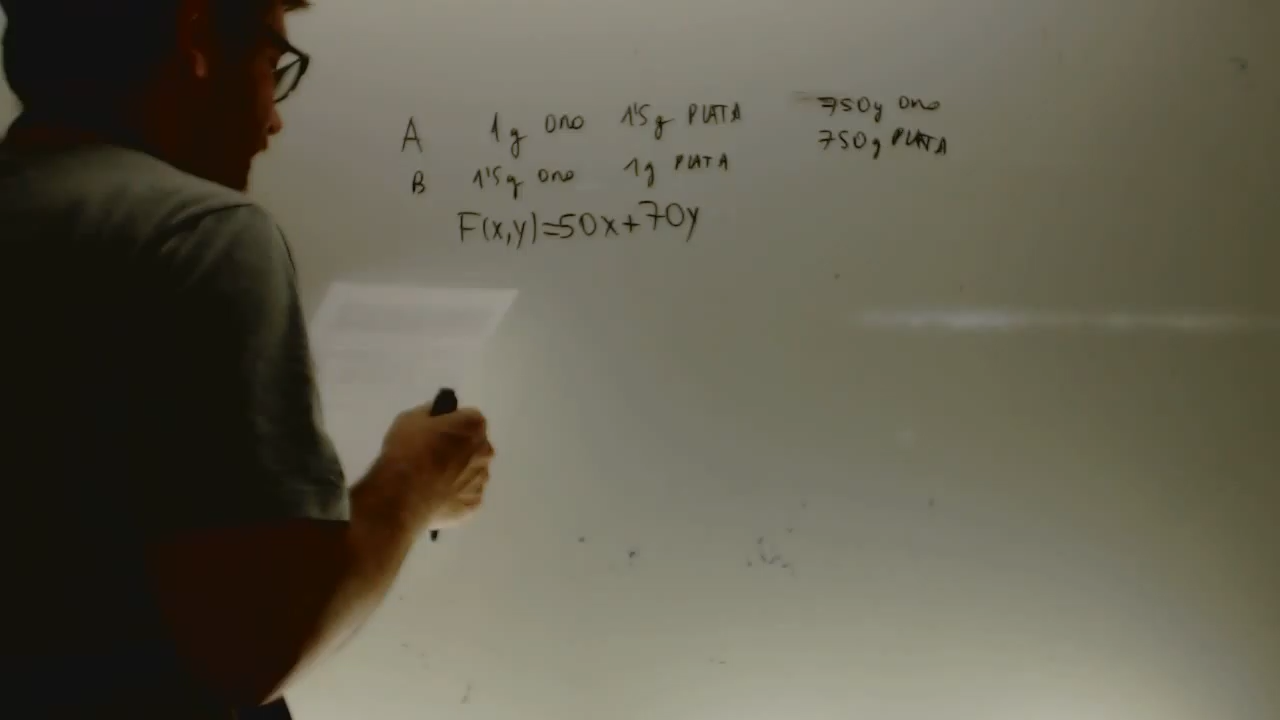 A 1g ORO 1'5g PLATA 750g ORO
750g PLATA
B 1'5g ORO 1g PLATA
F(x,y)=50x+70y